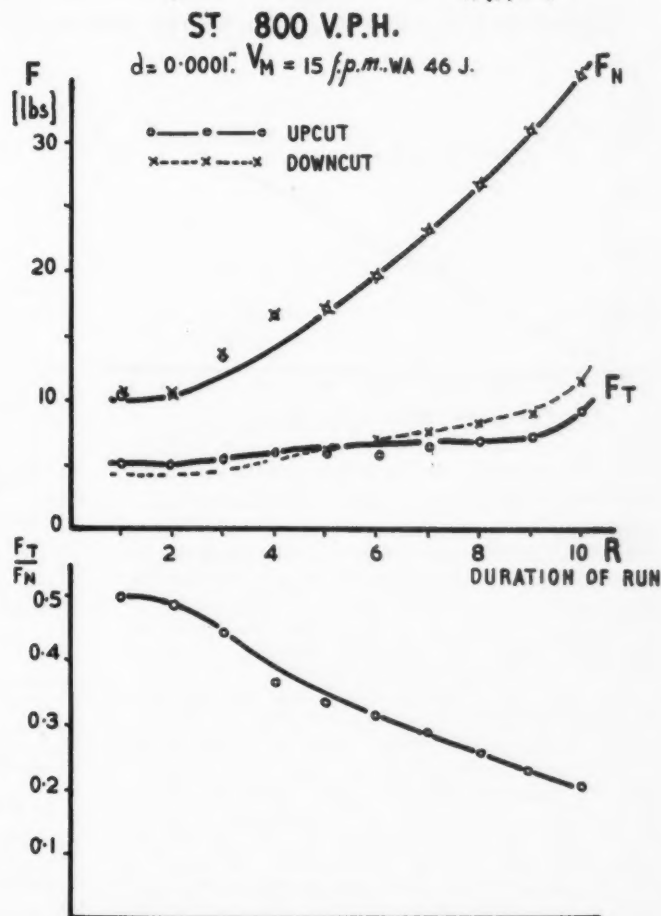 ST 800 V.P.H.
d = 0·0001". VM = 15 f.p.m. WA 46 J.
F
[lbs]
FN
UPCUT
DOWNCUT
30
20
10
FT
0
2
4
6
8
10
R
DURATION OF RUN
FT
FN
0·5
0·4
0·3
0·2
0·1